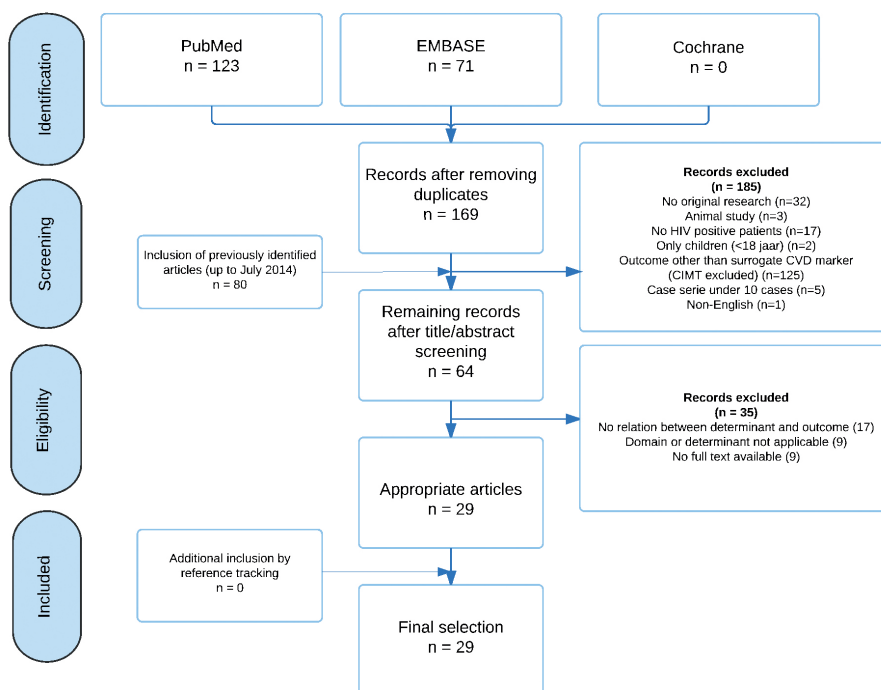 Identification
PubMed
n = 123
EMBASE
n = 71
Cochrane
n = 0
Screening
Records after removing
duplicates
n = 169
Records excluded
(n = 185)
No original research (n=32)
Animal study (n=3)
No HIV positive patients (n=17)
Only children (<18 jaar) (n=2)
Outcome other than surrogate CVD marker
(CIMT excluded) (n=125)
Case serie under 10 cases (n=5)
Non-English (n=1)
Inclusion of previously identified
articles (up to July 2014)
n = 80
Remaining records
after title/abstract
screening
n = 64
Eligibility
Records excluded
(n = 35)
No relation between determinant and outcome (17)
Domain or determinant not applicable (9)
No full text available (9)
Appropriate articles
n = 29
Included
Additional inclusion by
reference tracking
n = 0
Final selection
n = 29